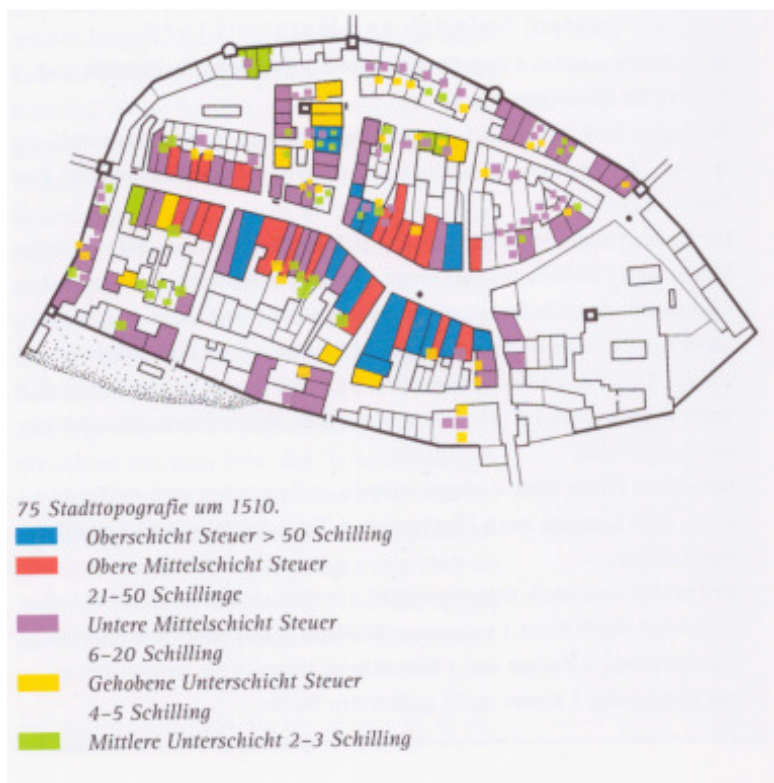 75 Stadttopografie um 1510.
Oberschicht Steuer > 50 Schilling
Obere Mittelschicht Steuer
21–50 Schillinge
Untere Mittelschicht Steuer
6–20 Schilling
Gehobene Unterschicht Steuer
4–5 Schilling
Mittlere Unterschicht 2–3 Schilling